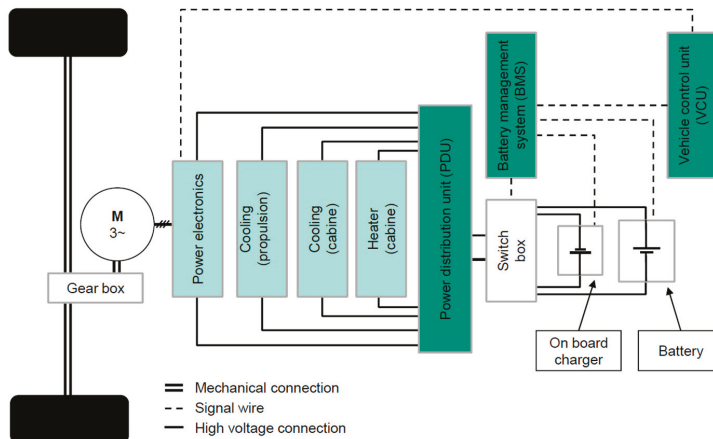 Battery management
system (BMS)
Vehicle control unit
(VCU)
M
3~
Power electronics
Cooling
(propulsion)
Cooling
(cabine)
Heater
(cabine)
Power distribution unit (PDU)
Switch
box
Gear box
On board
charger
Battery
Mechanical connection
Signal wire
High voltage connection